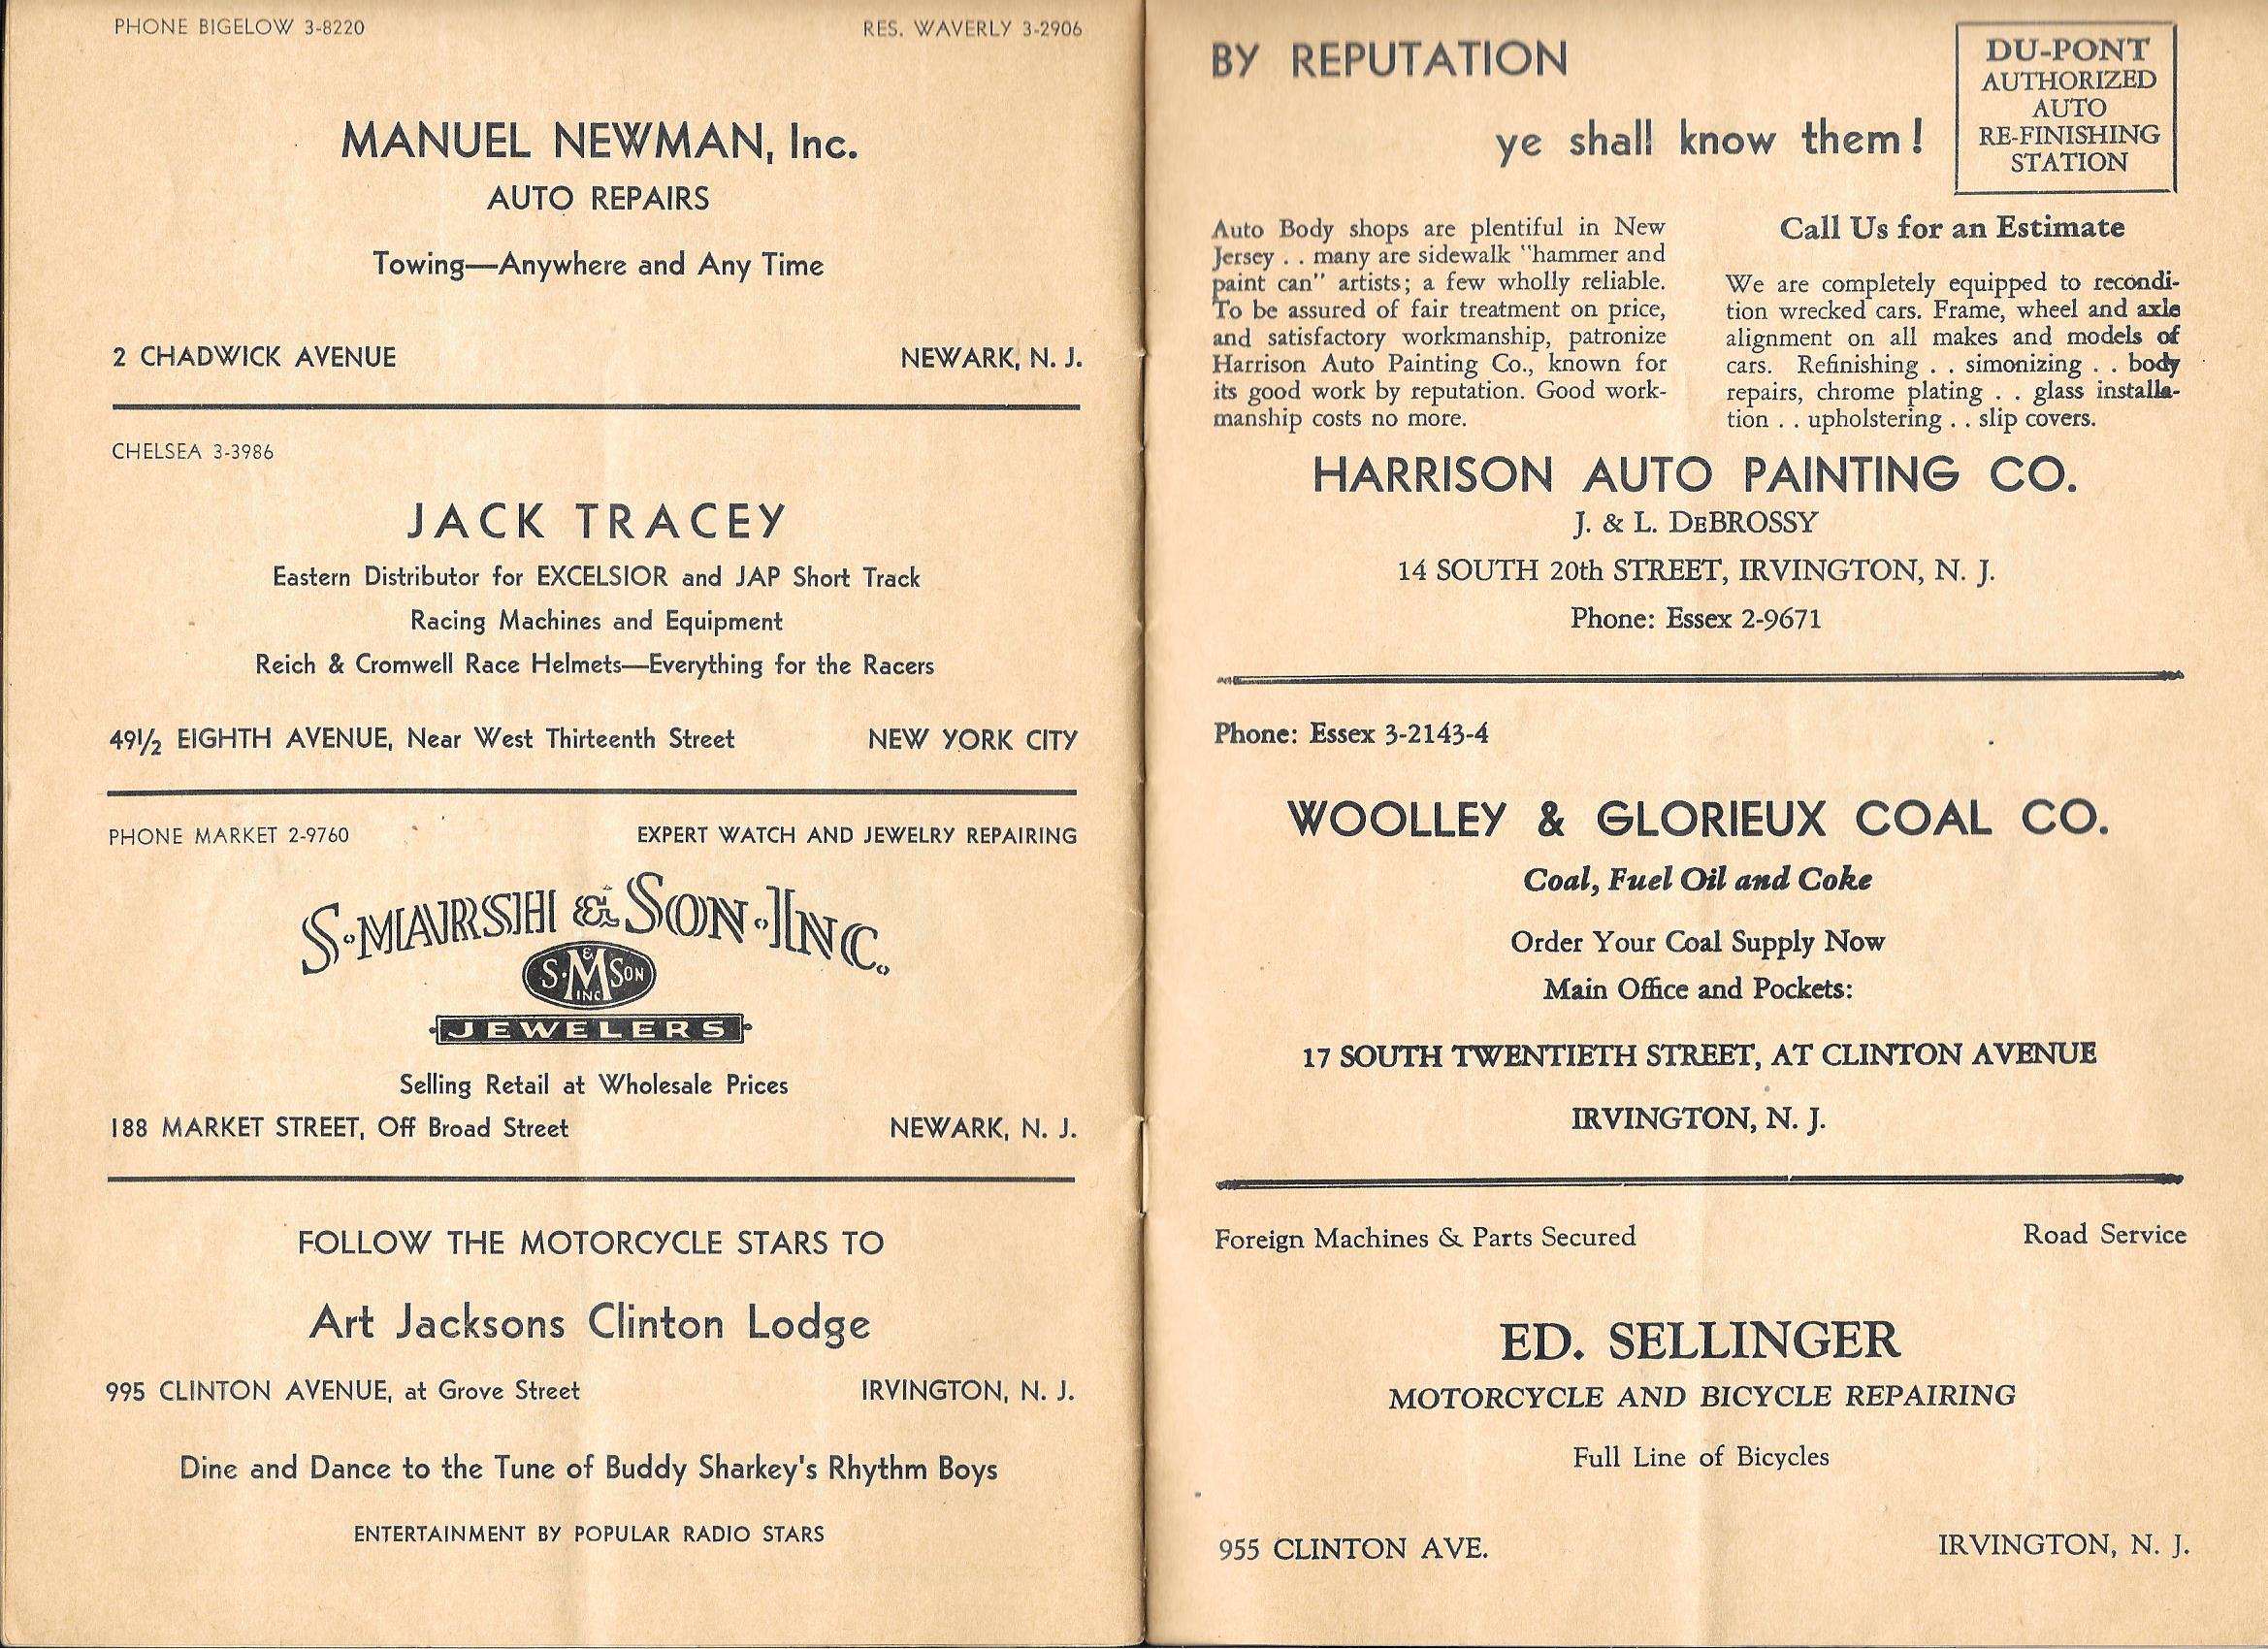 PHONE BIGELOW 3-8220 RES. WAVERLY 3-2906
MANUEL NEWMAN, Inc.
AUTO REPAIRS
Towing—Anywhere and Any Time
2 CHADWICK AVENUE NEWARK, N. J.
CHELSEA 3-3986
JACK TRACEY
Eastern Distributor for EXCELSIOR and JAP Short Track
Racing Machines and Equipment
Reich & Cromwell Race Helmets—Everything for the Racers
49½ EIGHTH AVENUE, Near West Thirteenth Street NEW YORK CITY
PHONE MARKET 2-9760 EXPERT WATCH AND JEWELRY REPAIRING
S·MARSH & SON·INC.
S·M & SON INC
JEWELERS
Selling Retail at Wholesale Prices
188 MARKET STREET, Off Broad Street NEWARK, N. J.
FOLLOW THE MOTORCYCLE STARS TO
Art Jacksons Clinton Lodge
995 CLINTON AVENUE, at Grove Street IRVINGTON, N. J.
Dine and Dance to the Tune of Buddy Sharkey's Rhythm Boys
ENTERTAINMENT BY POPULAR RADIO STARS
BY REPUTATION
ye shall know them!
DU-PONT
AUTHORIZED
AUTO
RE-FINISHING
STATION
Auto Body shops are plentiful in New
Jersey . . many are sidewalk "hammer and
paint can" artists; a few wholly reliable.
To be assured of fair treatment on price,
and satisfactory workmanship, patronize
Harrison Auto Painting Co., known for
its good work by reputation. Good work-
manship costs no more.
Call Us for an Estimate
We are completely equipped to recondi-
tion wrecked cars. Frame, wheel and axle
alignment on all makes and models of
cars. Refinishing . . simonizing . . body
repairs, chrome plating . . glass installa-
tion . . upholstering . . slip covers.
HARRISON AUTO PAINTING CO.
J. & L. DEBROSSY
14 SOUTH 20th STREET, IRVINGTON, N. J.
Phone: Essex 2-9671
Phone: Essex 3-2143-4
WOOLLEY & GLORIEUX COAL CO.
Coal, Fuel Oil and Coke
Order Your Coal Supply Now
Main Office and Pockets:
17 SOUTH TWENTIETH STREET, AT CLINTON AVENUE
IRVINGTON, N. J.
Foreign Machines & Parts Secured Road Service
ED. SELLINGER
MOTORCYCLE AND BICYCLE REPAIRING
Full Line of Bicycles
955 CLINTON AVE. IRVINGTON, N. J.